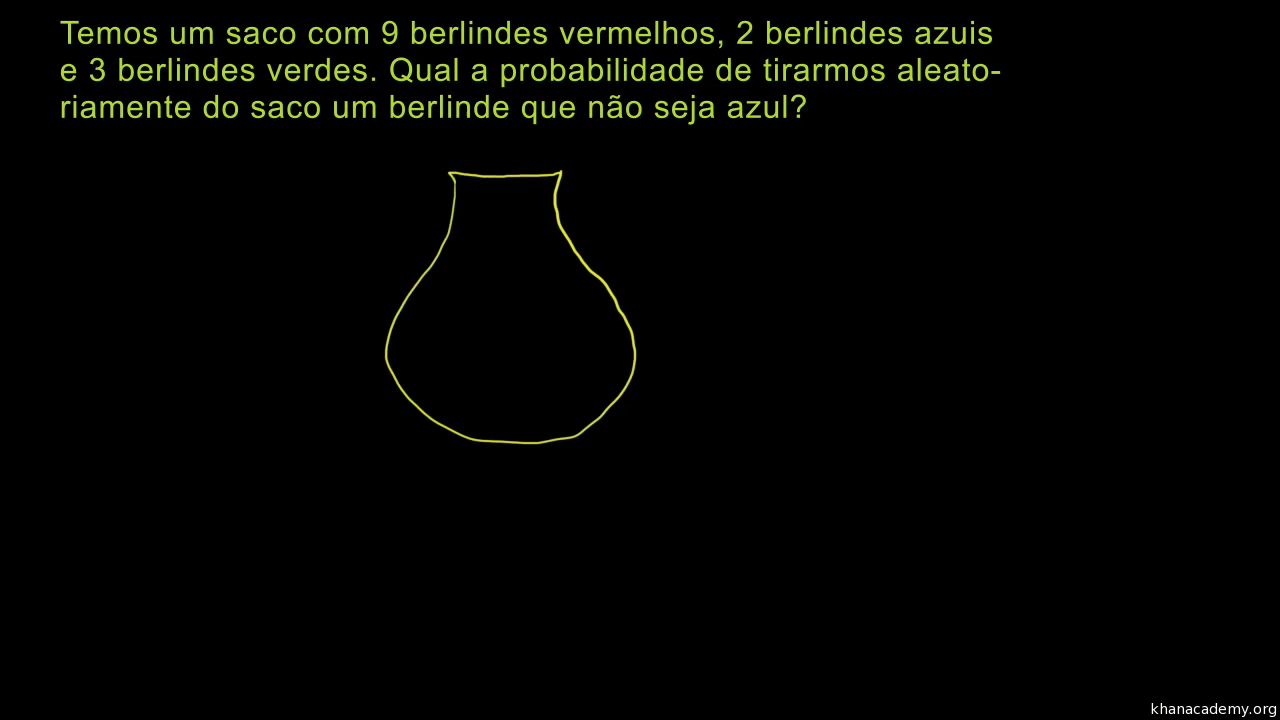 Temos um saco com 9 berlindes vermelhos, 2 berlindes azuis
e 3 berlindes verdes. Qual a probabilidade de tirarmos aleato-
riamente do saco um berlinde que não seja azul?
khanacademy.org